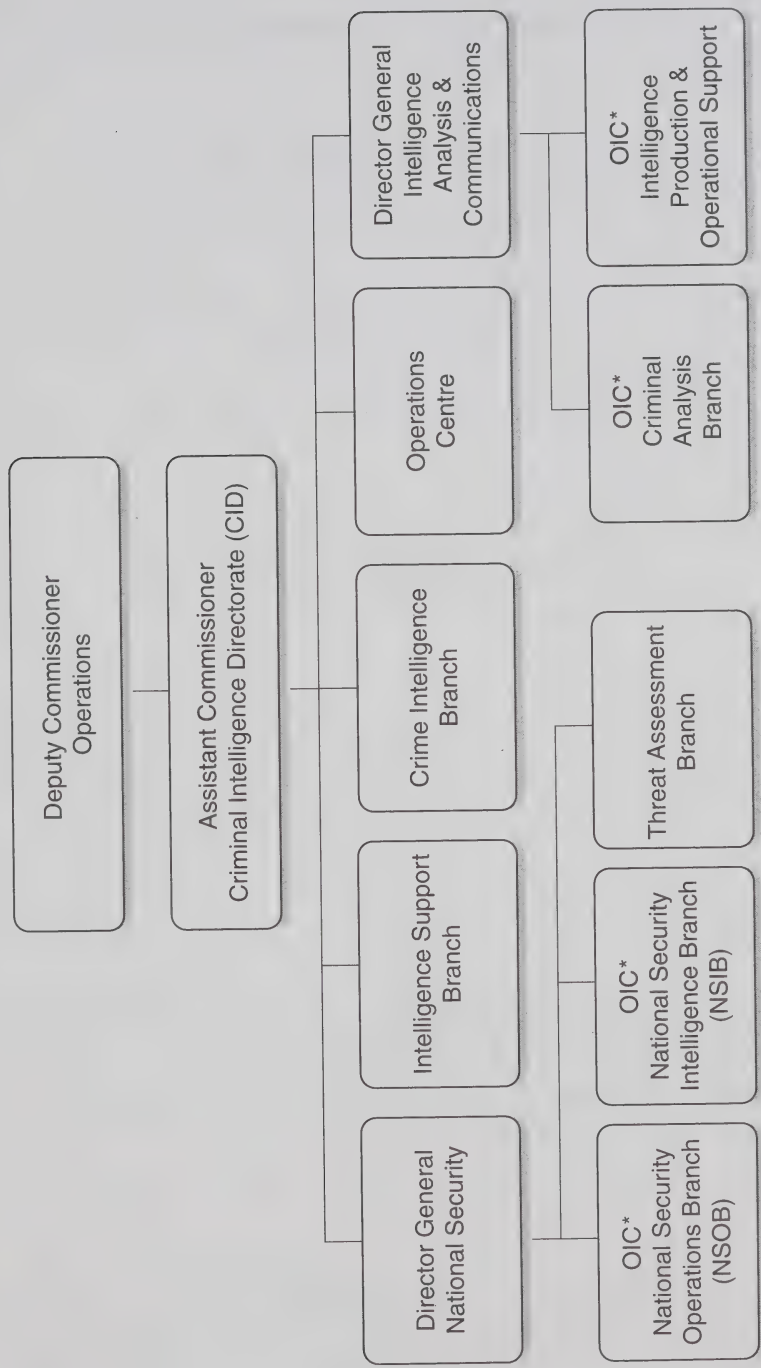 Deputy Commissioner
Operations
Assistant Commissioner
Criminal Intelligence Directorate (CID)
Director General
National Security
Intelligence Support
Branch
Crime Intelligence
Branch
Operations
Centre
Director General
Intelligence
Analysis &
Communications
OIC*
National Security
Operations Branch
(NSOB)
OIC*
National Security
Intelligence Branch
(NSIB)
Threat Assessment
Branch
OIC*
Criminal
Analysis
Branch
OIC*
Intelligence
Production &
Operational Support